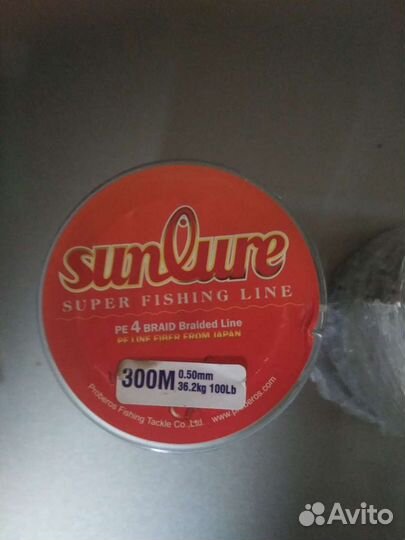 sunlure
SUPER FISHING LINE
PE 4 BRAID Braided Line
PE LINE FIBER FROM JAPAN
300M 0.50mm
36.2kg 100Lb
Proberos Fishing Tackle Co.,Ltd. www.proberos.com
Avito